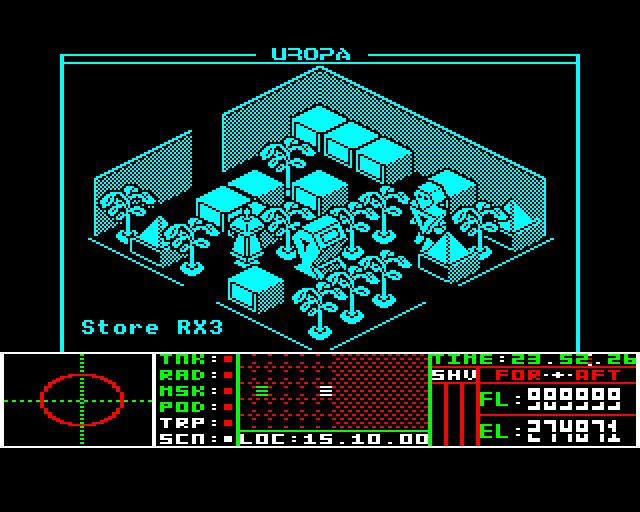 UROPA
Store RX3
TNK:
RAD:
MSK:
POD:
TRP:
SCN:
LOC:15.10.00
TIME:23.52.26
SHV
FOR-+-AFT
FL:999999
EL:274871